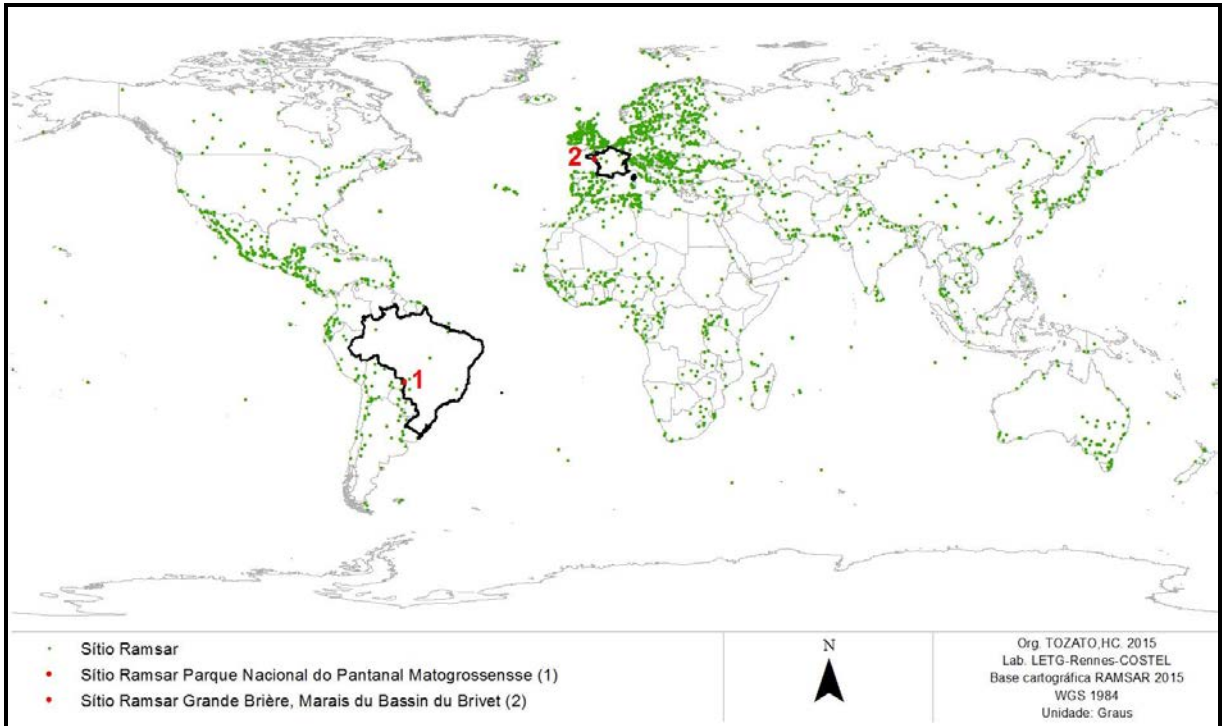 2
1
Sítio Ramsar
Sítio Ramsar Parque Nacional do Pantanal Matogrossensse (1)
Sítio Ramsar Grande Brière, Marais du Bassin du Brivet (2)
N
Org. TOZATO,HC. 2015
Lab. LETG-Rennes-COSTEL
Base cartográfica RAMSAR 2015
WGS 1984
Unidade: Graus